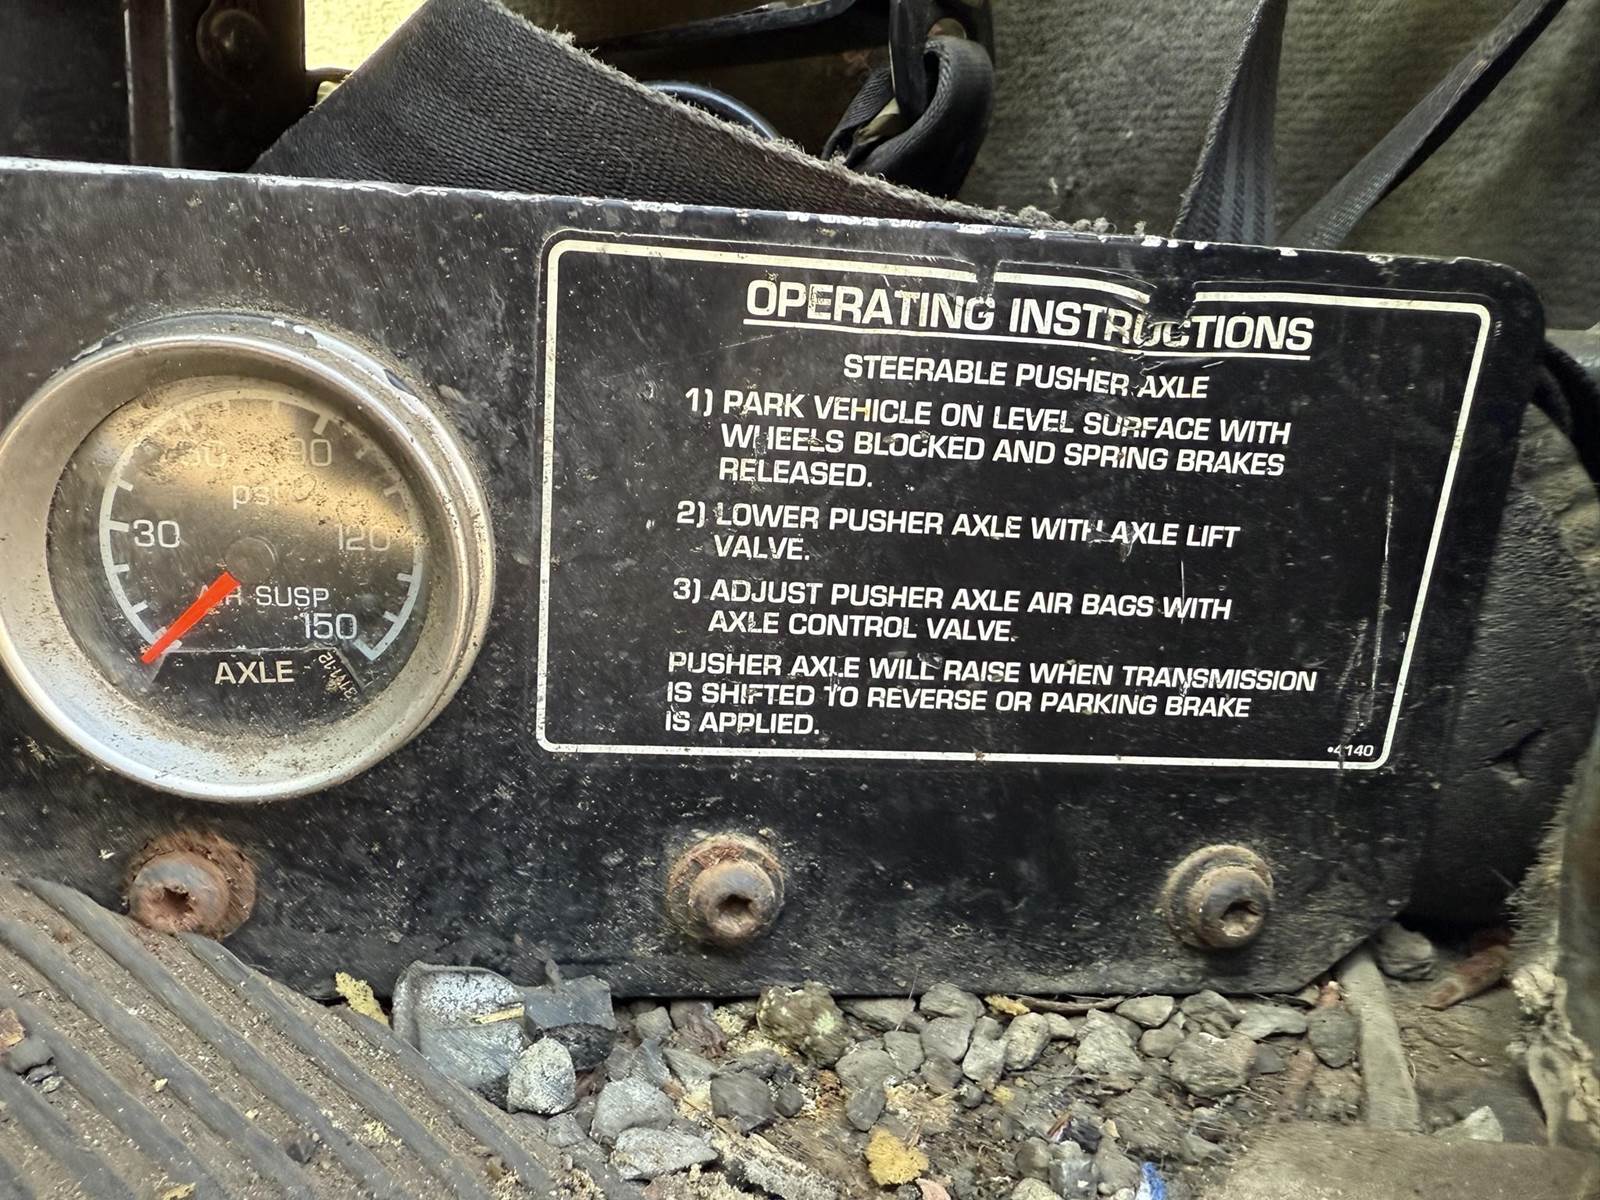 60 90
psi
30 120
AIR SUSP
150
AXLE
OPERATING INSTRUCTIONS
STEERABLE PUSHER AXLE
1) PARK VEHICLE ON LEVEL SURFACE WITH
WHEELS BLOCKED AND SPRING BRAKES
RELEASED.
2) LOWER PUSHER AXLE WITH AXLE LIFT
VALVE.
3) ADJUST PUSHER AXLE AIR BAGS WITH
AXLE CONTROL VALVE.
PUSHER AXLE WILL RAISE WHEN TRANSMISSION
IS SHIFTED TO REVERSE OR PARKING BRAKE
IS APPLIED.
•4140